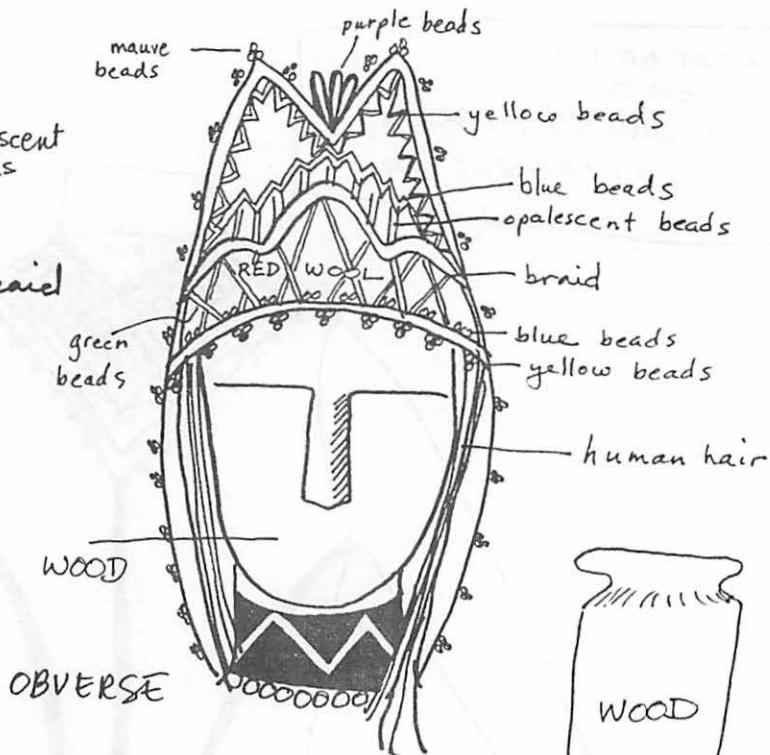 purple beads
mauve
beads
yellow beads
blue beads
opalescent beads
RED WOOL
braid
green
beads
blue beads
yellow beads
human hair
WOOD
OBVERSE
WOOD